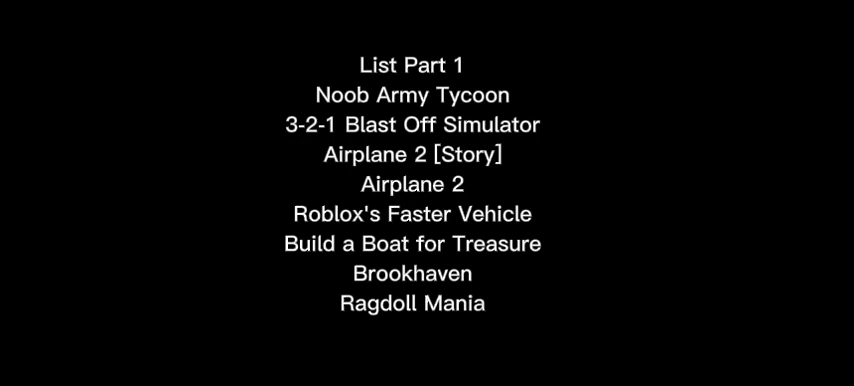 List Part 1
Noob Army Tycoon
3-2-1 Blast Off Simulator
Airplane 2 [Story]
Airplane 2
Roblox's Faster Vehicle
Build a Boat for Treasure
Brookhaven
Ragdoll Mania